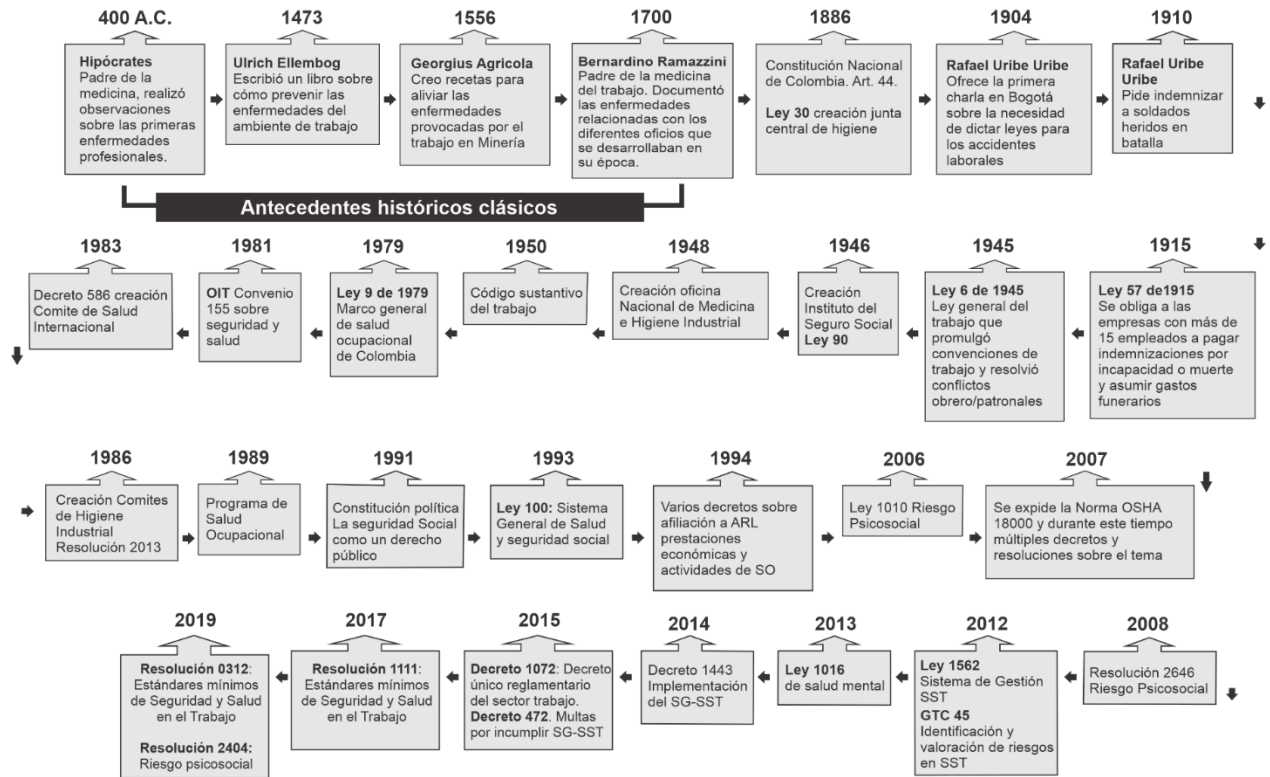 400 A.C.
Hipócrates
Padre de la
medicina, realizó
observaciones
sobre las primeras
enfermedades
profesionales.
1473
Ulrich Ellembog
Escribió un libro sobre
cómo prevenir las
enfermedades del
ambiente de trabajo
1556
Georgius Agricola
Creo recetas para
aliviar las
enfermedades
provocadas por el
trabajo en Minería
1700
Bernardino Ramazzini
Padre de la medicina
del trabajo. Documentó
las enfermedades
relacionadas con los
diferentes oficios que
se desarrollaban en
su época.
1886
Constitución Nacional
de Colombia. Art. 44.
Ley 30 creación junta
central de higiene
1904
Rafael Uribe Uribe
Ofrece la primera
charla en Bogotá
sobre la necesidad
de dictar leyes para
los accidentes
laborales
1910
Rafael Uribe
Uribe
Pide indemnizar
a soldados
heridos en
batalla
Antecedentes históricos clásicos
1915
Ley 57 de1915
Se obliga a las
empresas con más de
15 empleados a pagar
indemnizaciones por
incapacidad o muerte
y asumir gastos
funerarios
1945
Ley 6 de 1945
Ley general del
trabajo que
promulgó
convenciones de
trabajo y resolvió
conflictos
obrero/patronales
1946
Creación
Instituto del
Seguro Social
Ley 90
1948
Creación oficina
Nacional de Medicina
e Higiene Industrial
1950
Código sustantivo
del trabajo
1979
Ley 9 de 1979
Marco general
de salud
ocupacional
de Colombia
1981
OIT Convenio
155 sobre
seguridad y
salud
1983
Decreto 586 creación
Comite de Salud
Internacional
1986
Creación Comites
de Higiene
Industrial
Resolución 2013
1989
Programa de
Salud
Ocupacional
1991
Constitución política
La seguridad Social
como un derecho
público
1993
Ley 100: Sistema
General de Salud
y seguridad social
1994
Varios decretos sobre
afiliación a ARL
prestaciones
económicas y
actividades de SO
2006
Ley 1010 Riesgo
Psicosocial
2007
Se expide la Norma OSHA
18000 y durante este tiempo
múltiples decretos y
resoluciones sobre el tema
2008
Resolución 2646
Riesgo Psicosocial
2012
Ley 1562
Sistema de Gestión
SST
GTC 45
Identificación y
valoración de riesgos
en SST
2013
Ley 1016
de salud mental
2014
Decreto 1443
Implementación
del SG-SST
2015
Decreto 1072: Decreto
único reglamentario
del sector trabajo.
Decreto 472. Multas
por incumplir SG-SST
2017
Resolución 1111:
Estándares mínimos
de Seguridad y Salud
en el Trabajo
2019
Resolución 0312:
Estándares mínimos
de Seguridad y Salud
en el Trabajo
Resolución 2404:
Riesgo psicosocial